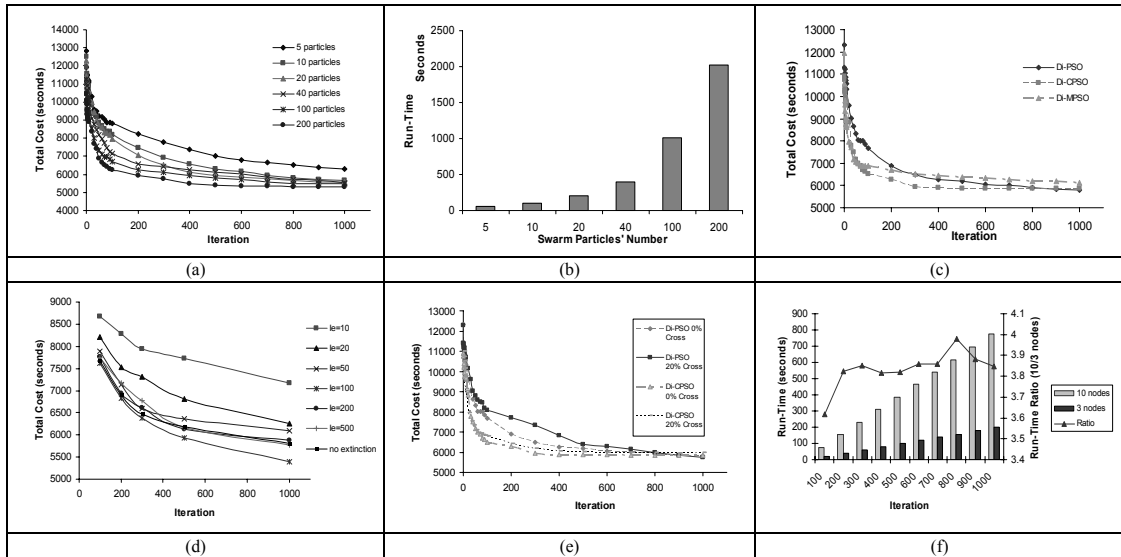 14000
13000
12000
11000
10000
9000
8000
7000
6000
5000
4000
Total Cost (seconds)
0 200 400 600 800 1000
Iteration
5 particles
10 particles
20 particles
40 particles
100 particles
200 particles
(a)
2500
2000
1500
1000
500
0
Run-Time Seconds
5 10 20 40 100 200
Swarm Particles' Number
(b)
13000
12000
11000
10000
9000
8000
7000
6000
5000
Total Cost (seconds)
0 200 400 600 800 1000
Iteration
Di-PSO
Di-CPSO
Di-MPSO
(c)
9000
8500
8000
7500
7000
6500
6000
5500
5000
Total Cost (seconds)
0 200 400 600 800 1000
Iteration
Ie=10
Ie=20
Ie=50
Ie=100
Ie=200
Ie=500
no extinction
(d)
13000
12000
11000
10000
9000
8000
7000
6000
5000
Total Cost (seconds)
0 200 400 600 800 1000
Iteration
Di-PSO 0%
Cross
Di-PSO
20% Cross
Di-CPSO
0% Cross
Di-CPSO
20% Cross
(e)
900
800
700
600
500
400
300
200
100
0
Run-Time (seconds)
100 200 300 400 500 600 700 800 900 1000
Iteration
4.1
4
3.9
3.8
3.7
3.6
3.5
3.4
Run-Time Ratio (10/3 nodes)
10 nodes
3 nodes
Ratio
(f)